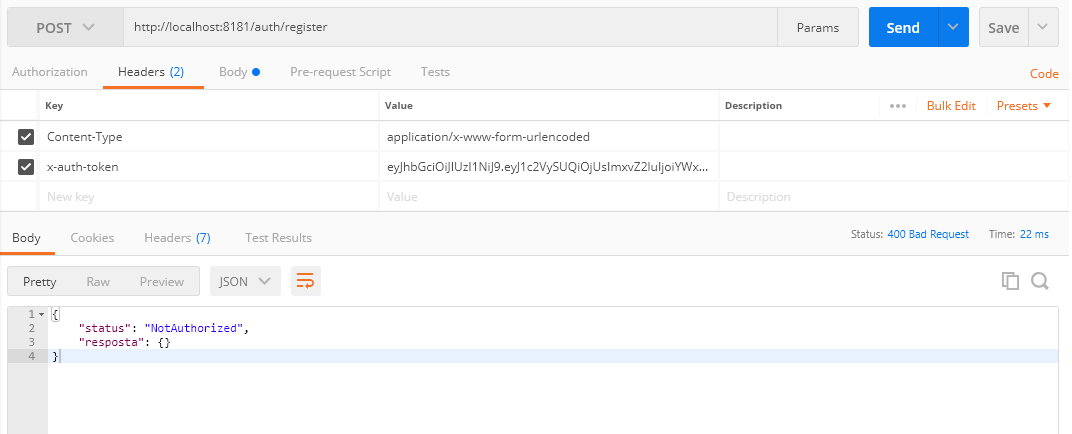 POST http://localhost:8181/auth/register Params Send Save
Authorization Headers (2) Body Pre-request Script Tests Code
Key Value Description Bulk Edit Presets
Content-Type application/x-www-form-urlencoded
x-auth-token eyJhbGciOiJIUzI1NiJ9.eyJ1c2VySUQiOjUsImxvZ2luIjoiYWx...
New key Value Description
Body Cookies Headers (7) Test Results Status: 400 Bad Request Time: 22 ms
Pretty Raw Preview JSON
1 {
2 "status": "NotAuthorized",
3 "resposta": {}
4 }